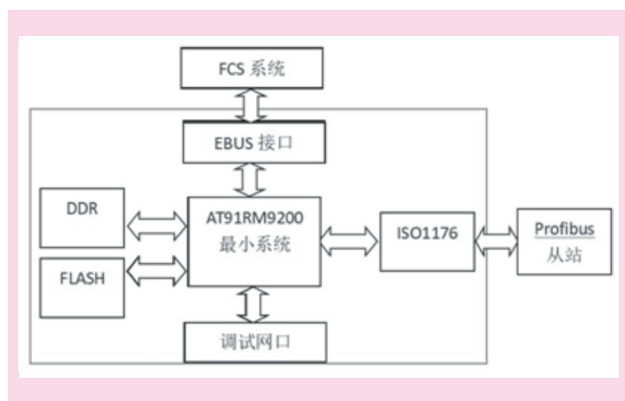 FCS 系统
EBUS 接口
DDR
AT91RM9200
最小系统
ISO1176
Profibus
从站
FLASH
调试网口